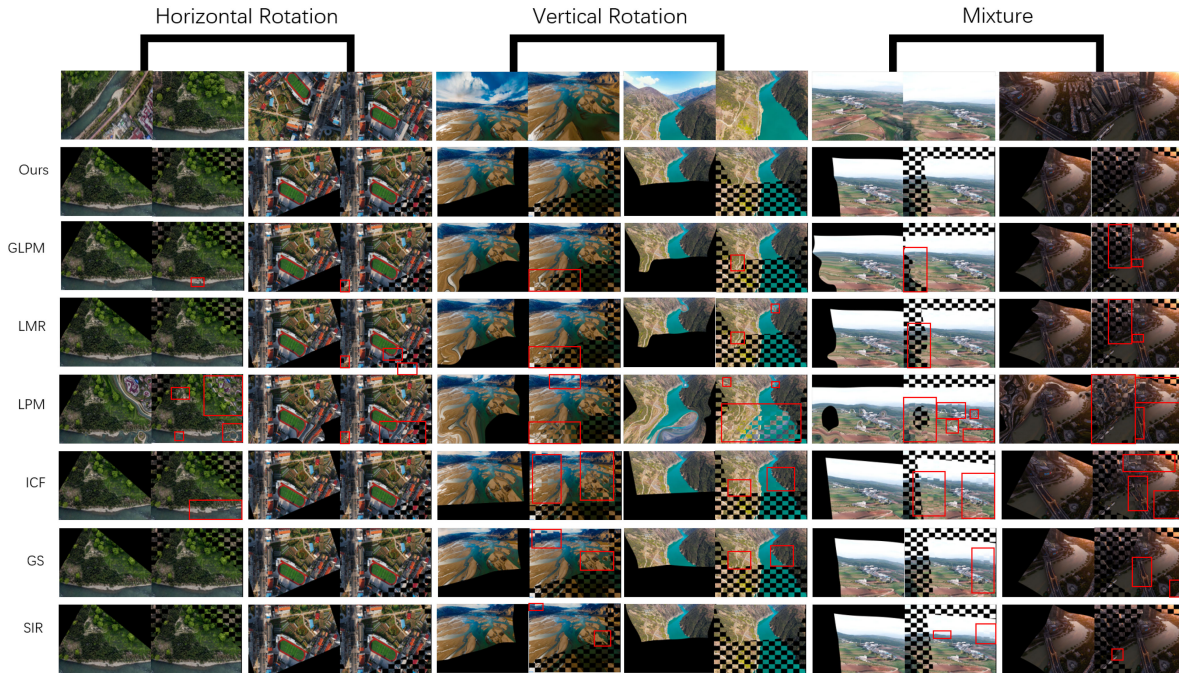 Horizontal Rotation
Vertical Rotation
Mixture
Ours
GLPM
LMR
LPM
ICF
GS
SIR